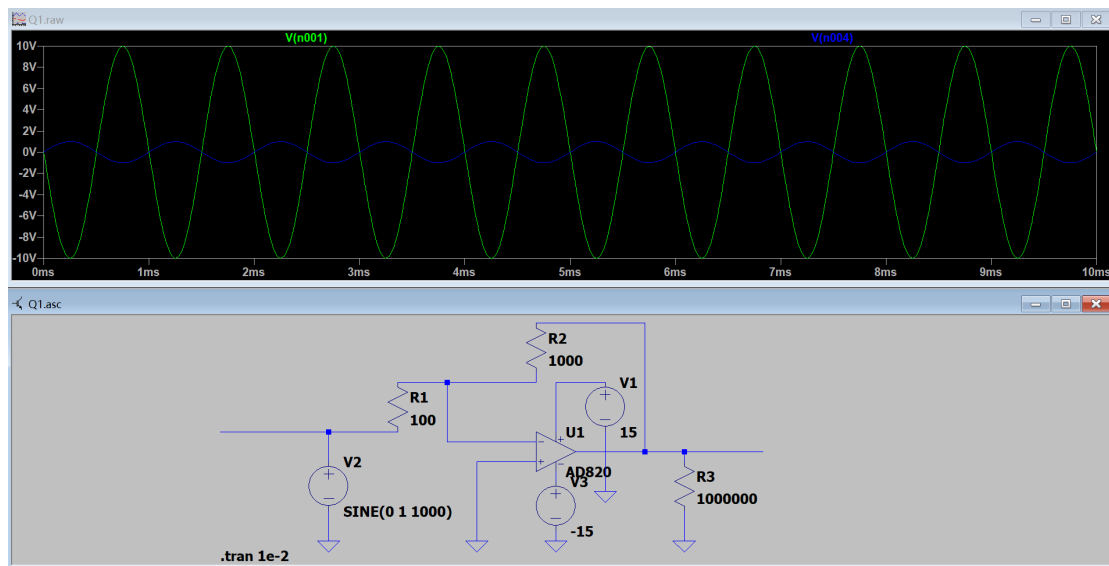 Q1.raw
V(n001) V(n004)
10V
8V
6V
4V
2V
0V
-2V
-4V
-6V
-8V
-10V
0ms 1ms 2ms 3ms 4ms 5ms 6ms 7ms 8ms 9ms 10ms
Q1.asc
R2
1000
V1
15
R1
100
U1
AD820
V2
SINE(0 1 1000)
V3
-15
R3
1000000
.tran 1e-2